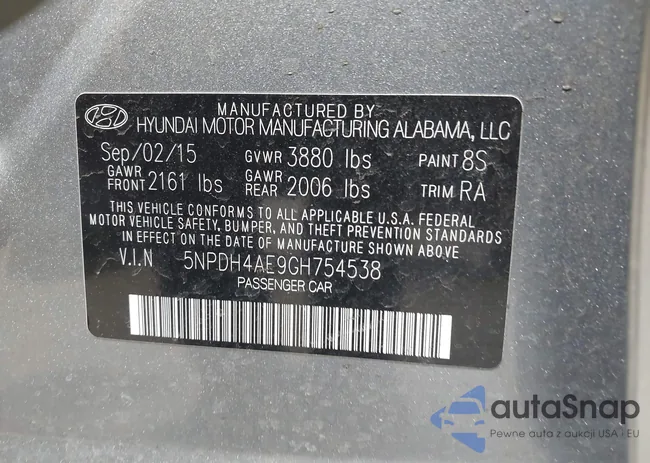 MANUFACTURED BY
HYUNDAI MOTOR MANUFACTURING ALABAMA, LLC
Sep/02/15 GVWR 3880 lbs PAINT 8S
GAWR FRONT 2161 lbs GAWR REAR 2006 lbs TRIM RA
THIS VEHICLE CONFORMS TO ALL APPLICABLE U.S.A. FEDERAL
MOTOR VEHICLE SAFETY, BUMPER, AND THEFT PREVENTION STANDARDS
IN EFFECT ON THE DATE OF MANUFACTURE SHOWN ABOVE
V.I.N 5NPDH4AE9GH754538
PASSENGER CAR
autoSnap
Pewne auta z aukcji USA i EU